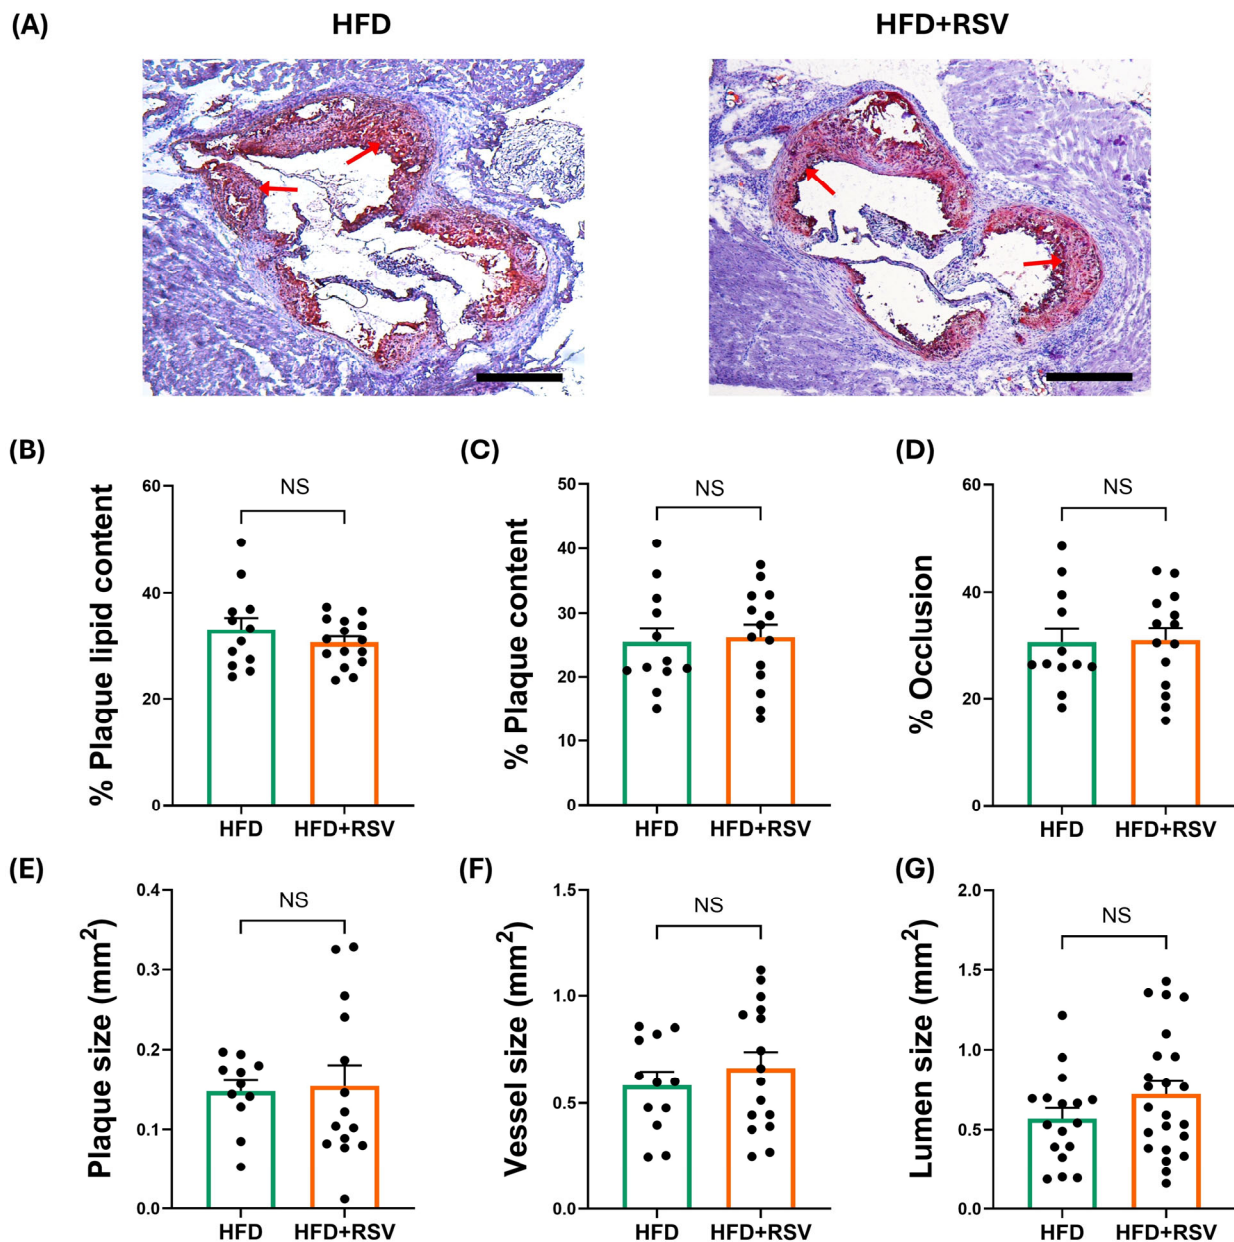 (A) HFD HFD+RSV
(B) (C) (D)
% Plaque lipid content
60
40
20
0
NS
HFD HFD+RSV
% Plaque content
50
40
30
20
10
0
NS
HFD HFD+RSV
% Occlusion
60
40
20
0
NS
HFD HFD+RSV
(E) (F) (G)
Plaque size (mm²)
0.4
0.3
0.2
0.1
0.0
NS
HFD HFD+RSV
Vessel size (mm²)
1.5
1.0
0.5
0.0
NS
HFD HFD+RSV
Lumen size (mm²)
2.0
1.5
1.0
0.5
0.0
NS
HFD HFD+RSV